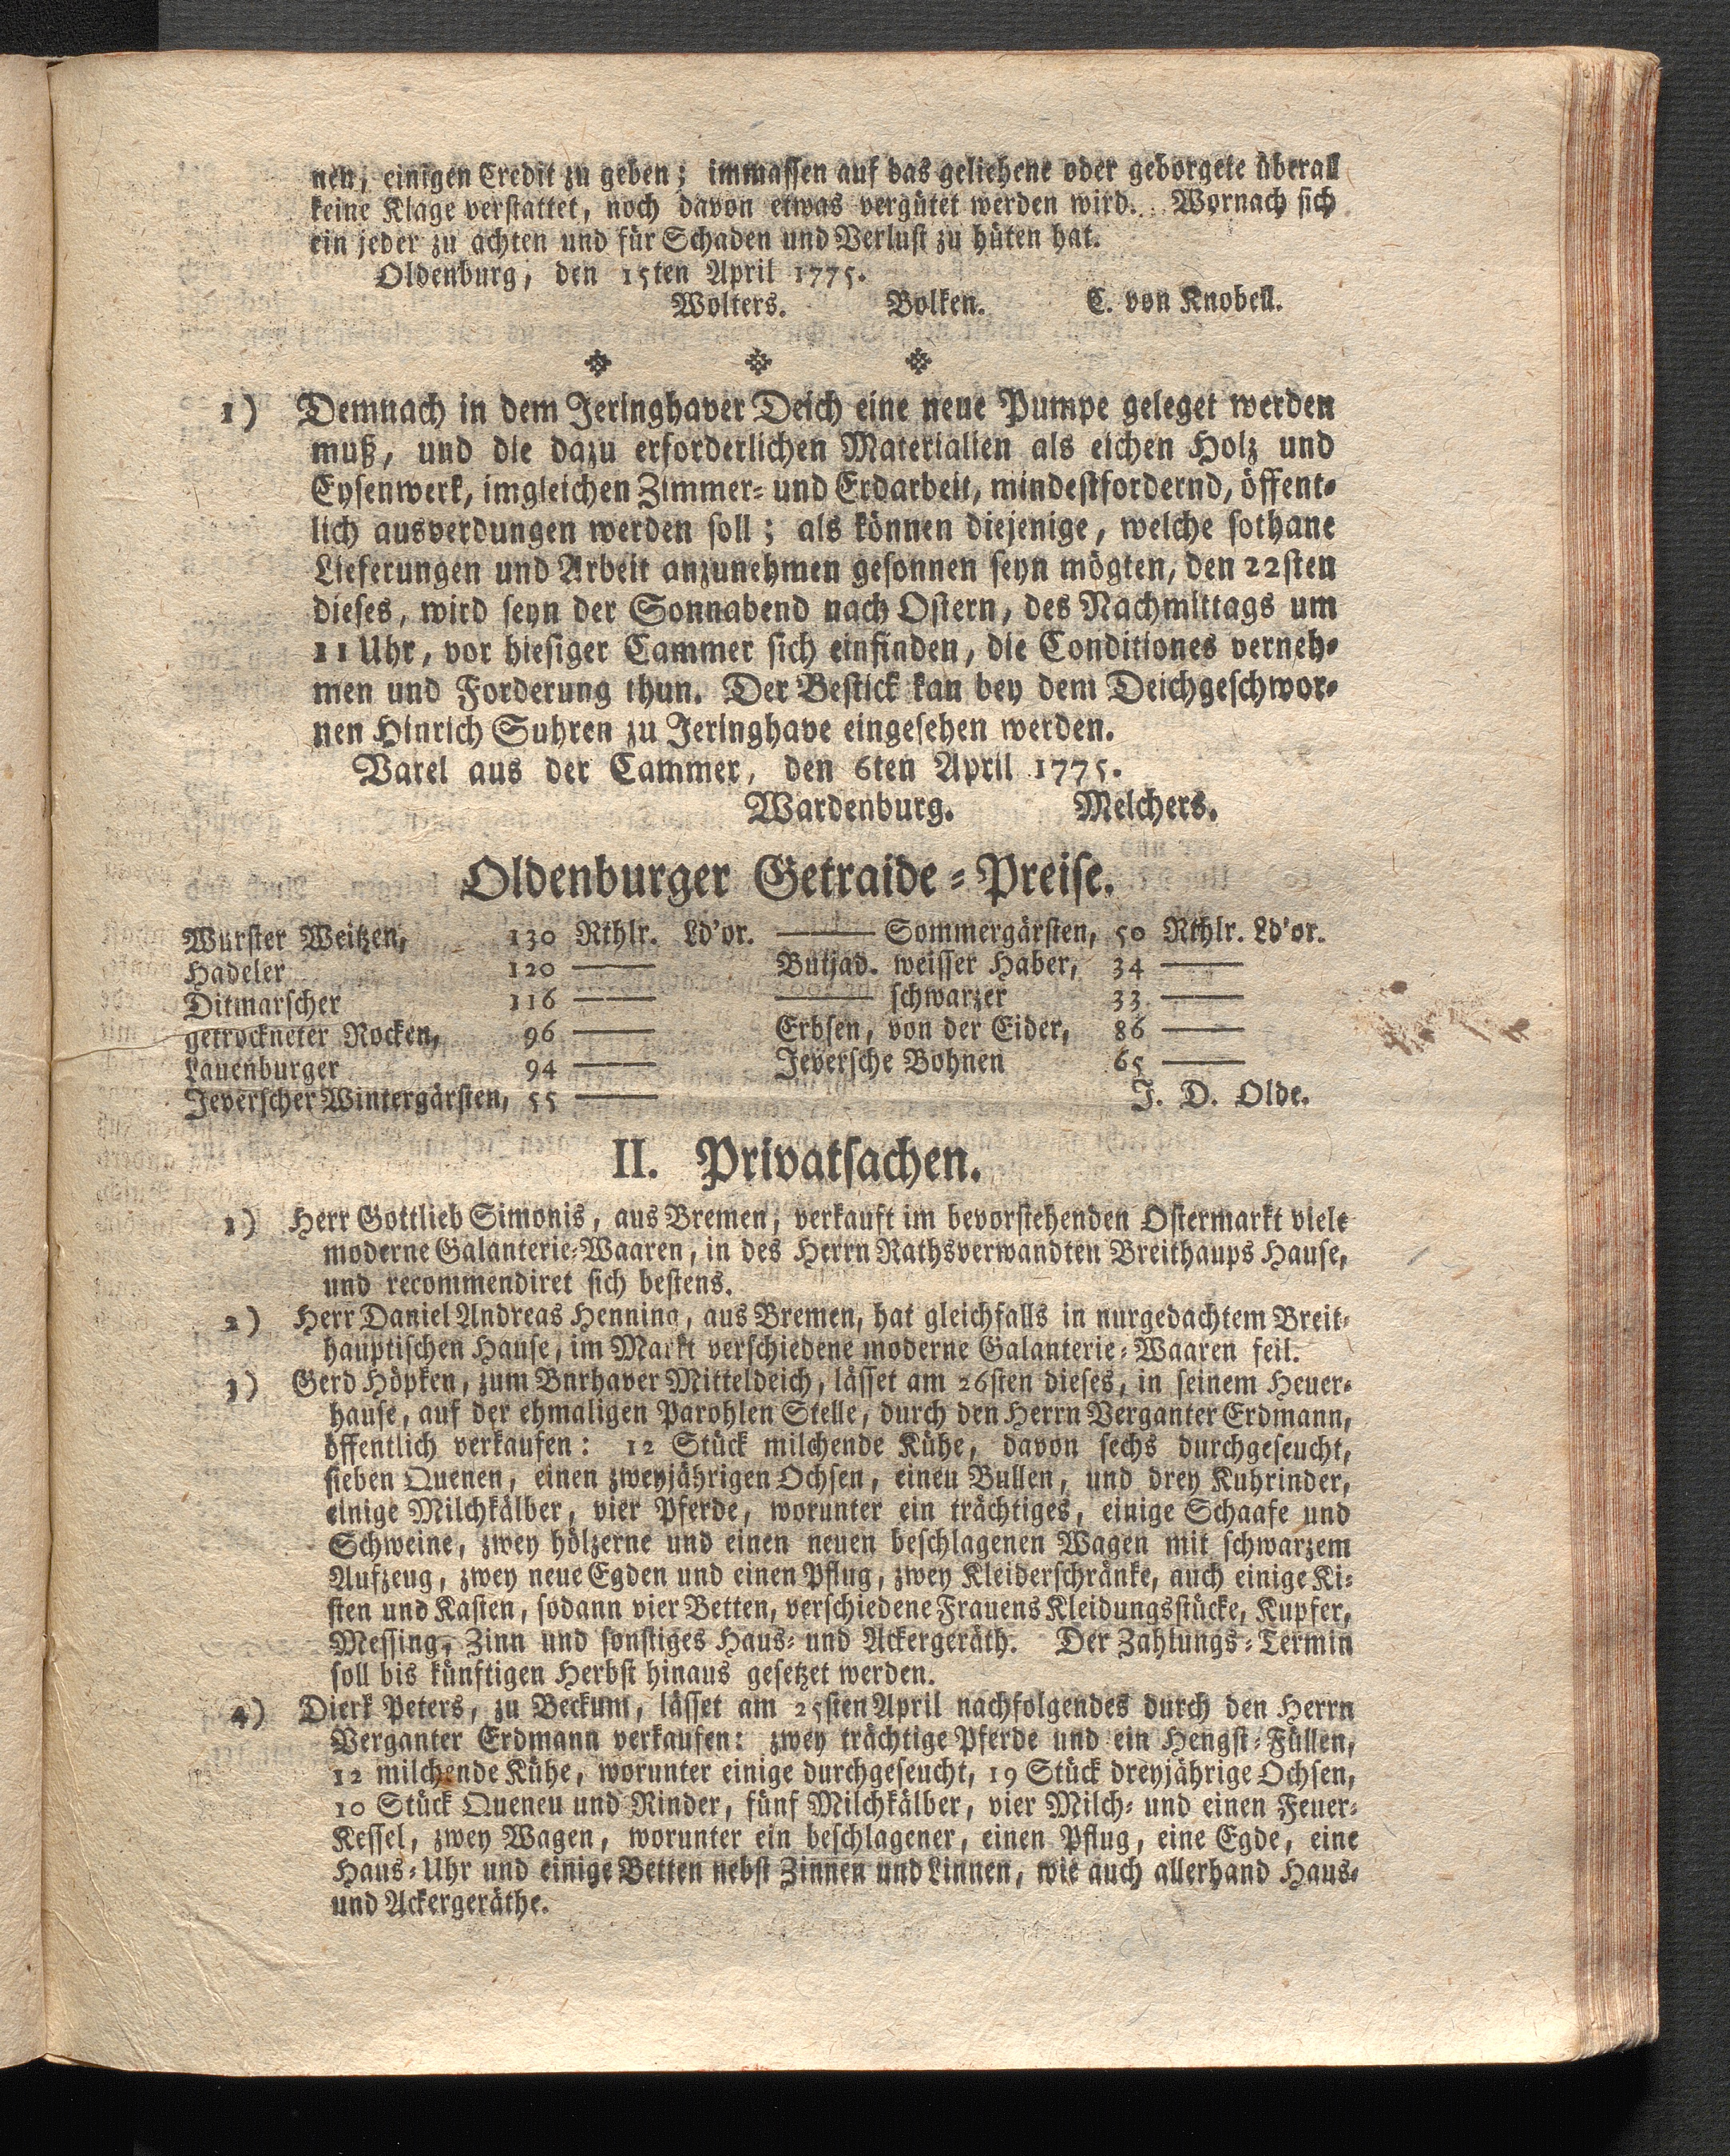 nen, einigen Credit zu geben; immassen auf das geliehene oder geborgete überall
keine Klage verstattet, noch davon etwas vergütet werden wird. Wornach sich
ein jeder zu achten und für Schaden und Verlust zu hüten hat.
Oldenburg, den 15ten April 1775.
Wolters. Bolken. C. von Knobell.
1) Demnach in dem Jeringhaver Deich eine neue Pumpe geleget werden
muß, und die dazu erforderlichen Materialien als eichen Holz und
Eysenwerk, imgleichen Zimmer- und Erdarbeit, mindestfordernd, öffent-
lich ausverdungen werden soll; als können diejenige, welche sothane
Lieferungen und Arbeit anzunehmen gesonnen seyn mögten, den 22sten
dieses, wird seyn der Sonnabend nach Ostern, des Nachmittags um
11 Uhr, vor hiesiger Cammer sich einfinden, die Conditiones verneh-
men und Forderung thun. Der Bestick kan bey dem Deichgeschwor-
nen Hinrich Suhren zu Jeringhave eingesehen werden.
Varel aus der Cammer, den 6ten April 1775.
Wardenburg. Melchers.
Oldenburger Getraide-Preise.
Wurster Weitzen, 130 Rthlr. Ld'or. —— Sommergärsten, 50 Rthlr. Ld'or.
Hadeler 120 —— Butjad. weisser Haber, 34 ——
Ditmarscher 116 —— —— schwarzer 33 ——
getrockneter Rocken, 96 —— Erbsen, von der Eider, 86 ——
Lauenburger 94 —— Jeversche Bohnen 65 ——
Jeverscher Wintergärsten, 55 —— J. D. Olde.
II. Privatsachen.
1) Herr Gottlieb Simonis, aus Bremen, verkauft im bevorstehenden Ostermarkt viele
moderne Galanterie-Waaren, in des Herrn Rathsverwandten Breithaups Hause,
und recommendiret sich bestens.
2) Herr Daniel Andreas Henning, aus Bremen, hat gleichfalls in nurgedachtem Breit-
hauptischen Hause, im Markt verschiedene moderne Galanterie-Waaren feil.
3) Gerd Höpken, zum Bnrhaver Mitteldeich, lässet am 26sten dieses, in seinem Heuer-
hause, auf der ehmaligen Parohlen Stelle, durch den Herrn Verganter Erdmann,
öffentlich verkaufen: 12 Stück milchende Kühe, davon sechs durchgeseucht,
sieben Quenen, einen zweyjährigen Ochsen, eineu Bullen, und drey Kuhrinder,
einige Milchkälber, vier Pferde, worunter ein trächtiges, einige Schaafe und
Schweine, zwey hölzerne und einen neuen beschlagenen Wagen mit schwarzem
Aufzeug, zwey neue Egden und einen Pflug, zwey Kleiderschränke, auch einige Ki-
sten und Kasten, sodann vier Betten, verschiedene Frauens Kleidungsstücke, Kupfer,
Messing, Zinn und sonstiges Haus- und Ackergeräth. Der Zahlungs-Termin
soll bis künftigen Herbst hinaus gesetzet werden.
4) Dierk Peters, zu Beckum, lässet am 25sten April nachfolgendes durch den Herrn
Verganter Erdmann verkaufen: zwey trächtige Pferde und ein Hengst-Füllen,
12 milchende Kühe, worunter einige durchgeseucht, 19 Stück dreyjährige Ochsen,
10 Stück Queneu und Rinder, fünf Milchkälber, vier Milch- und einen Feuer-
Kessel, zwey Wagen, worunter ein beschlagener, einen Pflug, eine Egde, eine
Haus-Uhr und einige Betten nebst Zinnen und Linnen, wie auch allerhand Haus-
und Ackergeräthe.